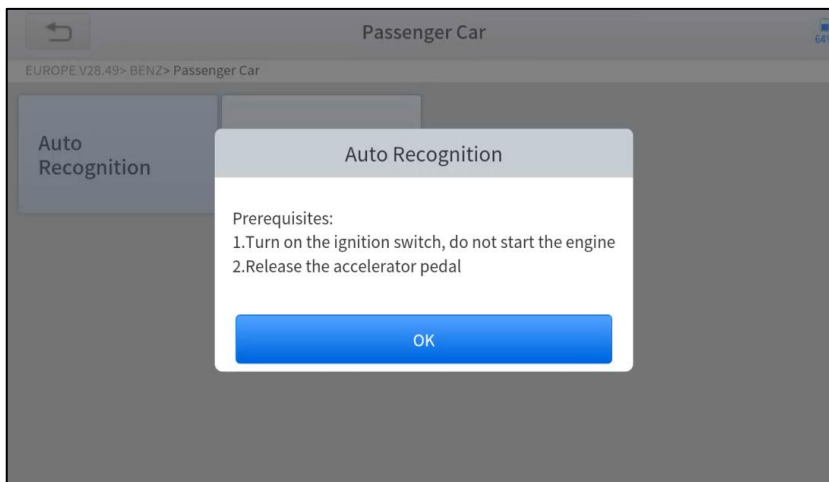 Passenger Car
64%
EUROPE V28.49> BENZ> Passenger Car
Auto
Recognition
Auto Recognition
Prerequisites:
1.Turn on the ignition switch, do not start the engine
2.Release the accelerator pedal
OK